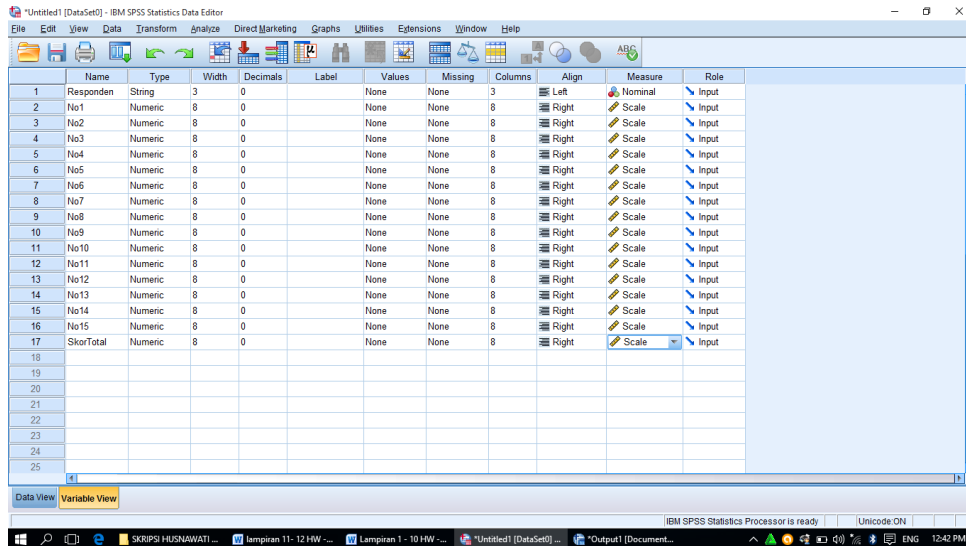 *Untitled1 [DataSet0] - IBM SPSS Statistics Data Editor
File Edit View Data Transform Analyze Direct Marketing Graphs Utilities Extensions Window Help
Name Type Width Decimals Label Values Missing Columns Align Measure Role
1 Responden String 3 0 None None 3 Left Nominal Input
2 No1 Numeric 8 0 None None 8 Right Scale Input
3 No2 Numeric 8 0 None None 8 Right Scale Input
4 No3 Numeric 8 0 None None 8 Right Scale Input
5 No4 Numeric 8 0 None None 8 Right Scale Input
6 No5 Numeric 8 0 None None 8 Right Scale Input
7 No6 Numeric 8 0 None None 8 Right Scale Input
8 No7 Numeric 8 0 None None 8 Right Scale Input
9 No8 Numeric 8 0 None None 8 Right Scale Input
10 No9 Numeric 8 0 None None 8 Right Scale Input
11 No10 Numeric 8 0 None None 8 Right Scale Input
12 No11 Numeric 8 0 None None 8 Right Scale Input
13 No12 Numeric 8 0 None None 8 Right Scale Input
14 No13 Numeric 8 0 None None 8 Right Scale Input
15 No14 Numeric 8 0 None None 8 Right Scale Input
16 No15 Numeric 8 0 None None 8 Right Scale Input
17 SkorTotal Numeric 8 0 None None 8 Right Scale Input
18
19
20
21
22
23
24
25
Data View Variable View
IBM SPSS Statistics Processor is ready Unicode:ON
SKRIPSI HUSNAWATI ... lampiran 11- 12 HW -... Lampiran 1 - 10 HW -... *Untitled1 [DataSet0] ... *Output1 [Document... ENG 12:42 PM